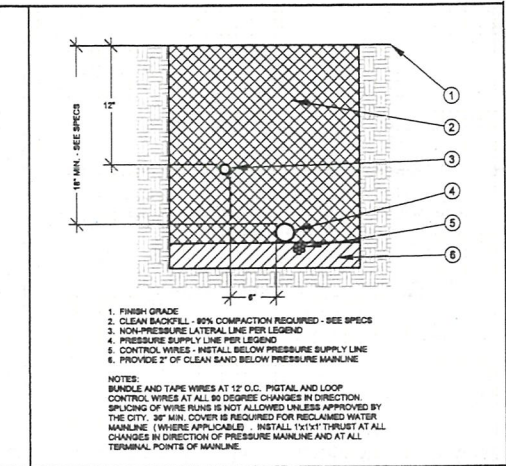 1
2
3
4
5
6
12"
18" MIN. - SEE SPECS
6"
1. FINISH GRADE
2. CLEAN BACKFILL - 90% COMPACTION REQUIRED - SEE SPECS
3. NON-PRESSURE LATERAL LINE PER LEGEND
4. PRESSURE SUPPLY LINE PER LEGEND
5. CONTROL WIRES - INSTALL BELOW PRESSURE SUPPLY LINE
6. PROVIDE 2" OF CLEAN SAND BELOW PRESSURE MAINLINE
NOTES:
BUNDLE AND TAPE WIRES AT 12' O.C. PIGTAIL AND LOOP
CONTROL WIRES AT ALL 90 DEGREE CHANGES IN DIRECTION.
SPLICING OF WIRE RUNS IS NOT ALLOWED UNLESS APPROVED BY
THE CITY. 36" MIN. COVER IS REQUIRED FOR RECLAIMED WATER
MAINLINE ( WHERE APPLICABLE) . INSTALL 1'x1'x1' THRUST AT ALL
CHANGES IN DIRECTION OF PRESSURE MAINLINE AND AT ALL
TERMINAL POINTS OF MAINLINE.